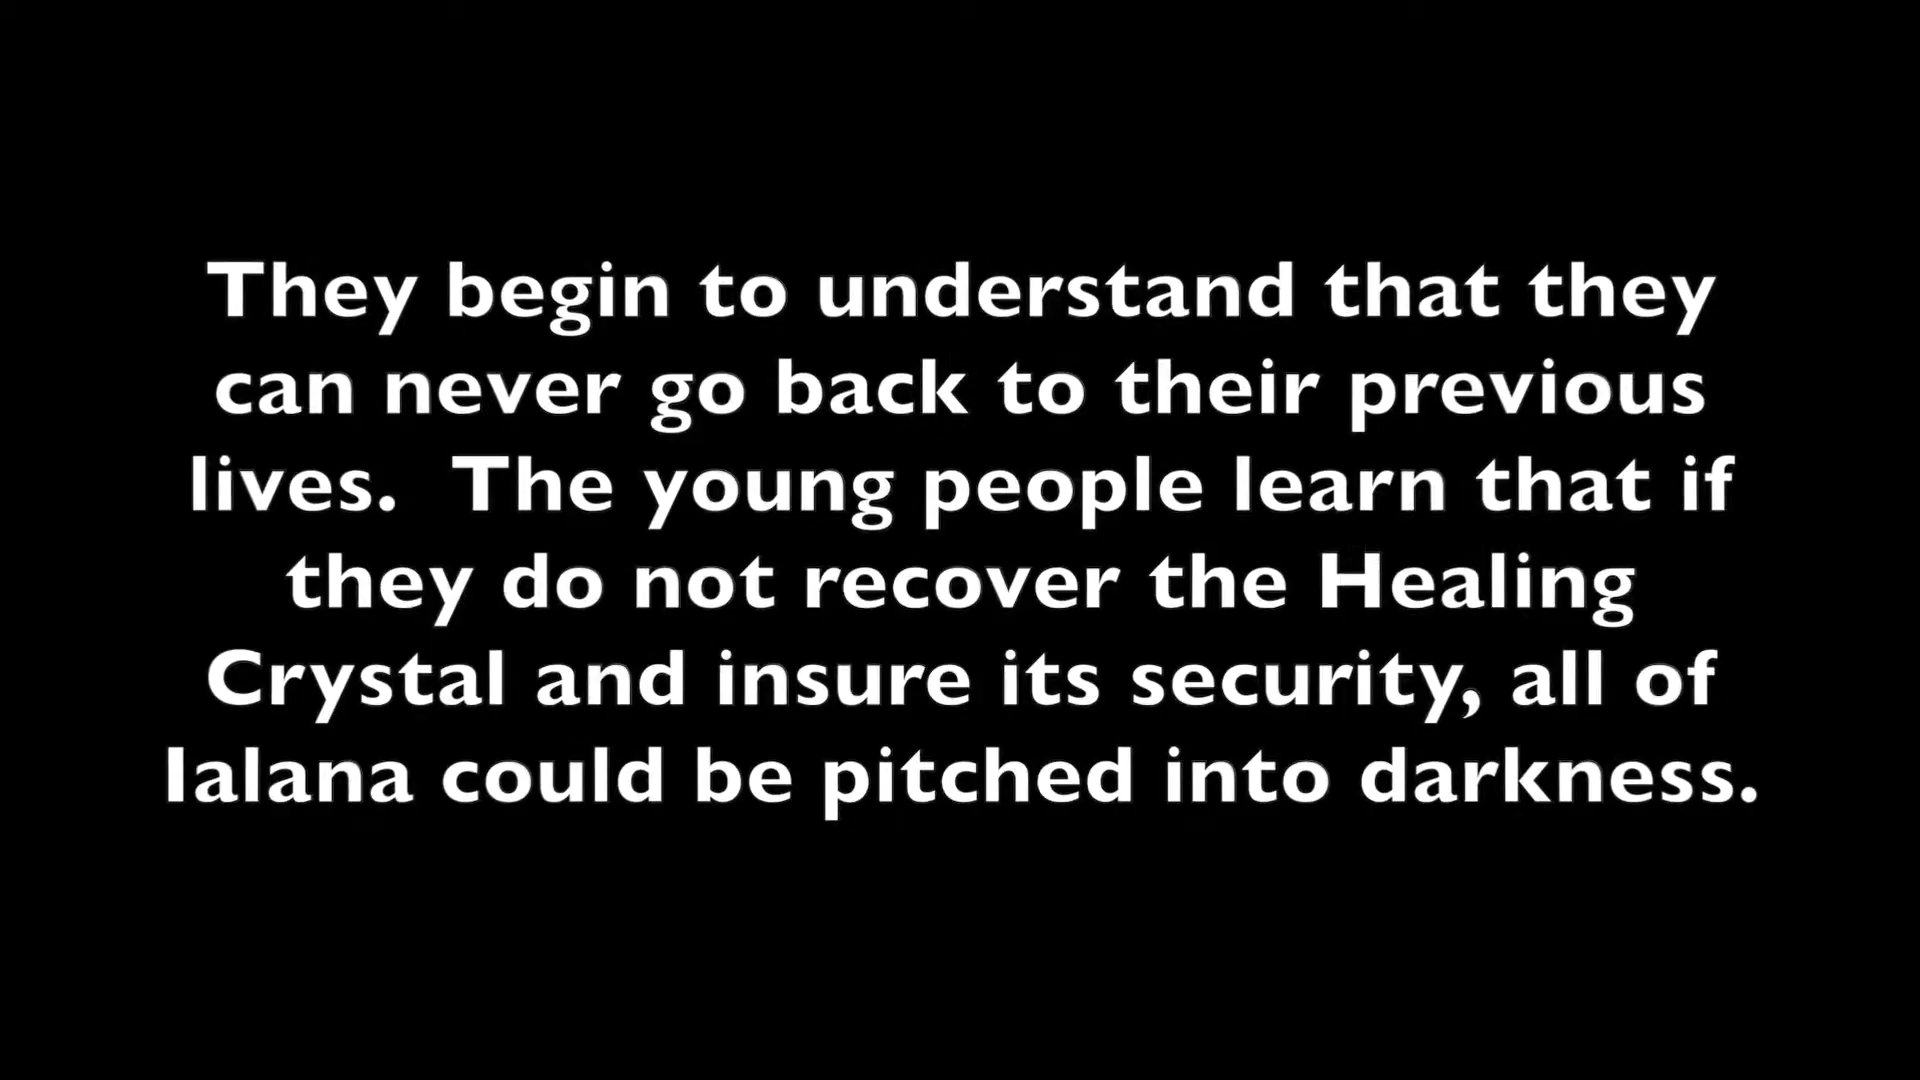 They begin to understand that they
can never go back to their previous
lives.  The young people learn that if
they do not recover the Healing
Crystal and insure its security, all of
Ialana could be pitched into darkness.